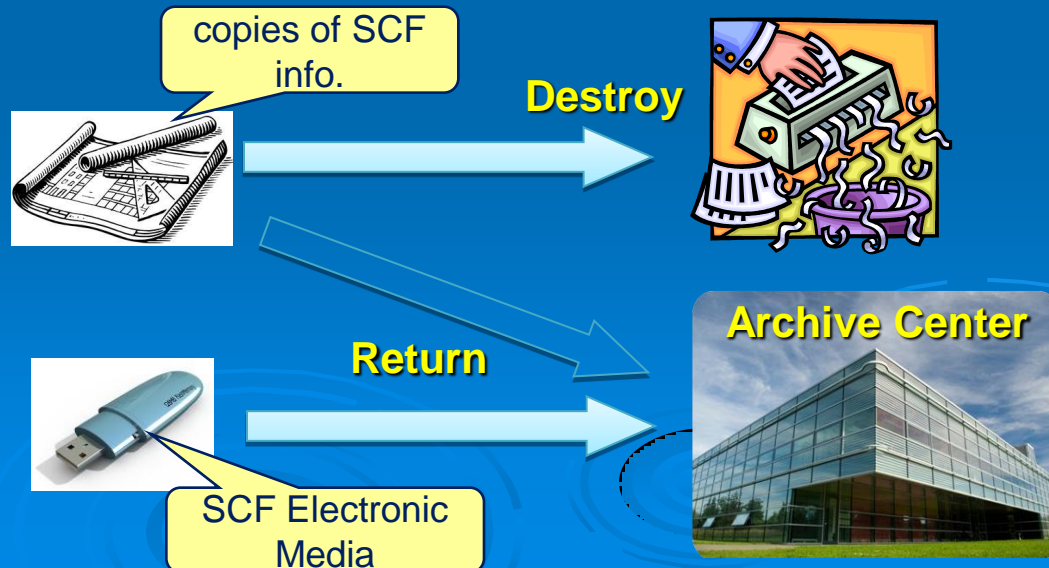 copies of SCF
info.
Destroy
Archive Center
Return
SCF Electronic
Media